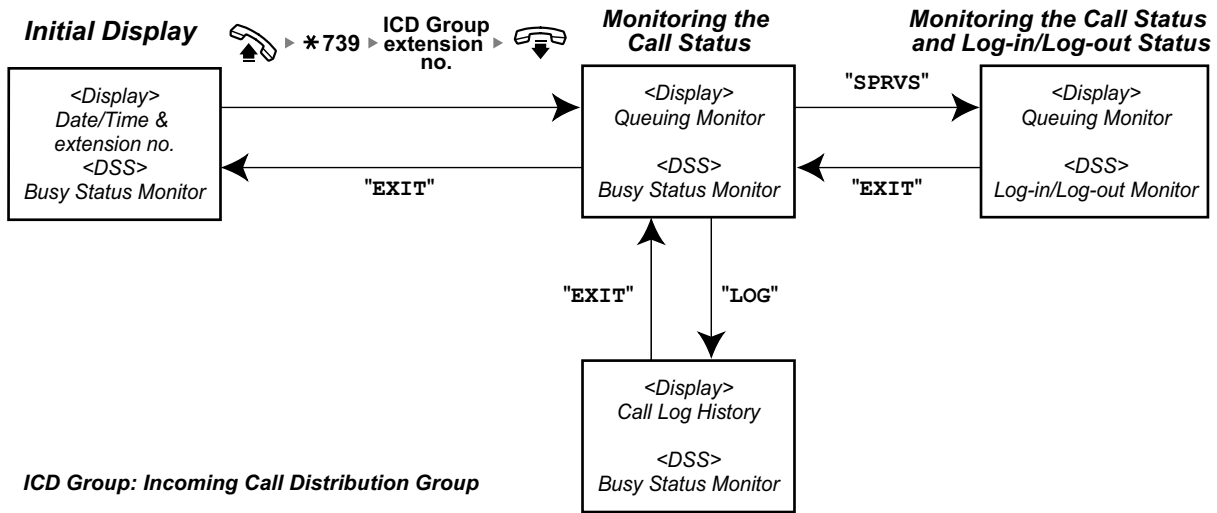 Initial Display
*739
ICD Group
extension
no.
Monitoring the
Call Status
Monitoring the Call Status
and Log-in/Log-out Status
<Display>
Date/Time &
extension no.
<DSS>
Busy Status Monitor
"EXIT"
<Display>
Queuing Monitor
<DSS>
Busy Status Monitor
"SPRVS"
"EXIT"
<Display>
Queuing Monitor
<DSS>
Log-in/Log-out Monitor
"EXIT"
"LOG"
<Display>
Call Log History
<DSS>
Busy Status Monitor
ICD Group: Incoming Call Distribution Group